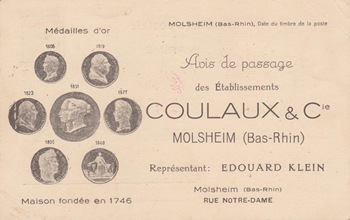 MOLSHEIM (Bas-Rhin), Date du timbre de la poste
Médailles d'or
1806 1819
1823 1831 1827
1855 1849
Avis de passage
des Établissements
COULAUX & Cie
MOLSHEIM (Bas-Rhin)
Représentant: EDOUARD KLEIN
Molsheim (Bas-Rhin)
RUE NOTRE-DAME
Maison fondée en 1746